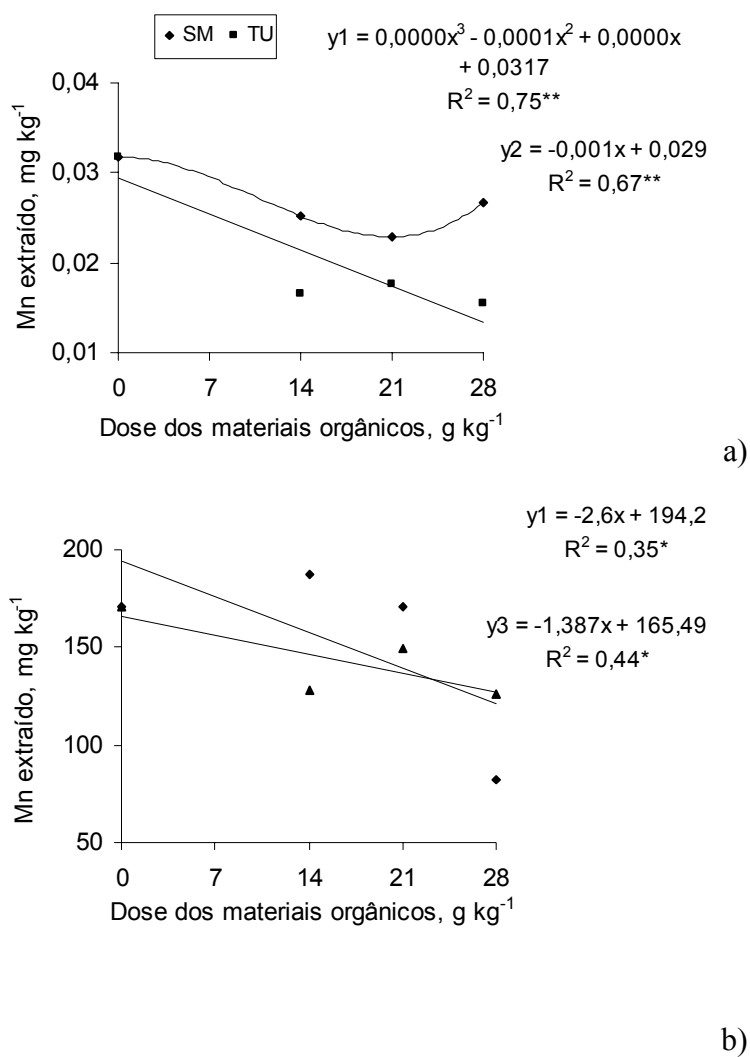 SM TU
y1 = 0,0000x³ - 0,0001x² + 0,0000x
+ 0,0317
R² = 0,75**
y2 = -0,001x + 0,029
R² = 0,67**
Mn extraído, mg kg⁻¹
0,04
0,03
0,02
0,01
0 7 14 21 28
Dose dos materiais orgânicos, g kg⁻¹
a)
y1 = -2,6x + 194,2
R² = 0,35*
y3 = -1,387x + 165,49
R² = 0,44*
Mn extraído, mg kg⁻¹
200
150
100
50
0 7 14 21 28
Dose dos materiais orgânicos, g kg⁻¹
b)